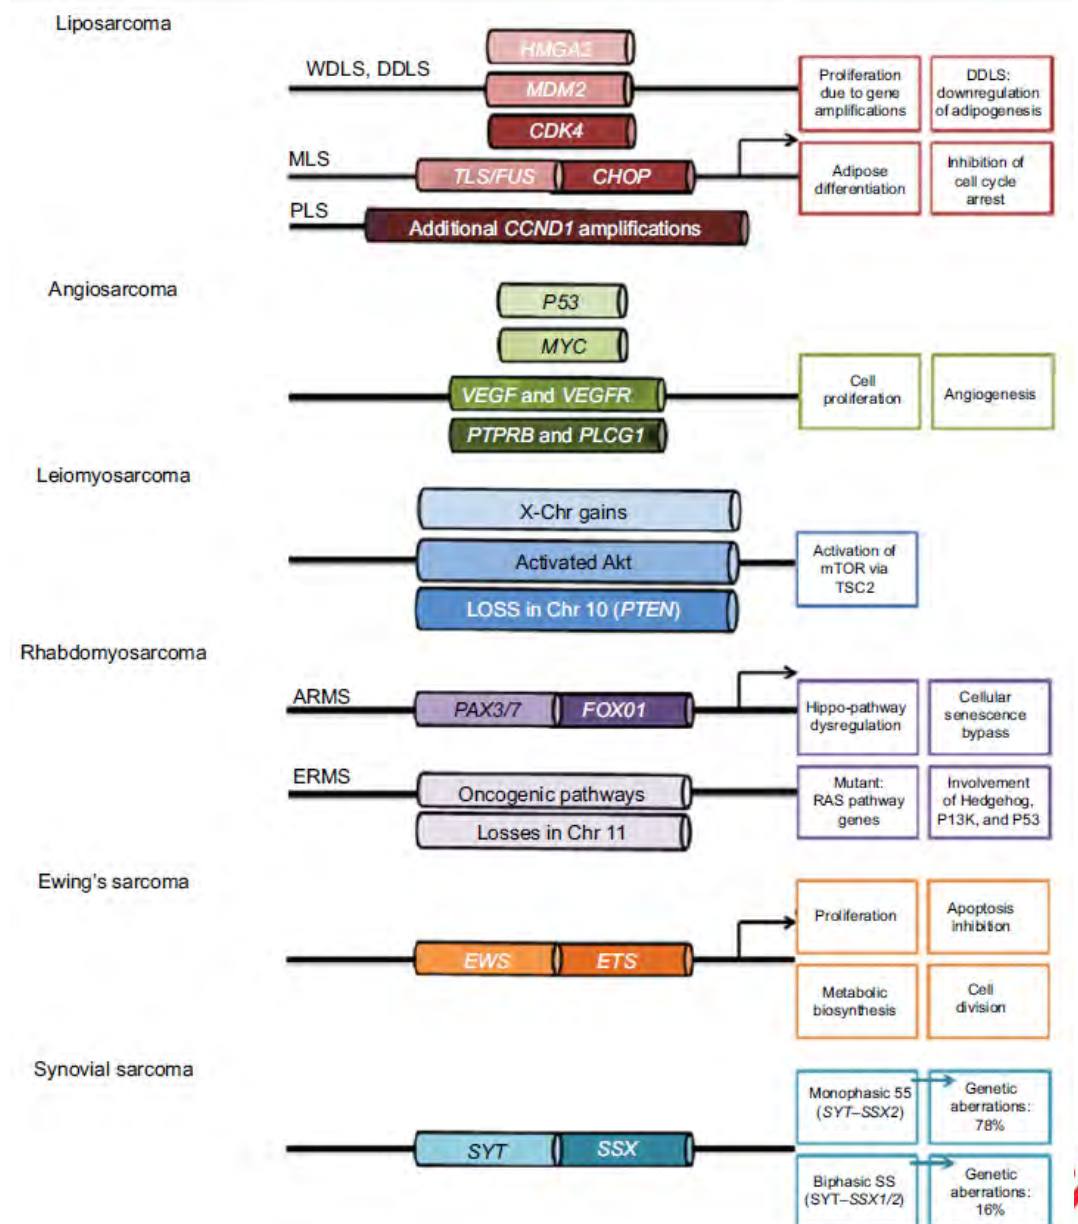 Liposarcoma
HMGA2
WDLS, DDLS
MDM2
CDK4
Proliferation
due to gene
amplifications
DDLS:
downregulation
of adipogenesis
MLS
TLS/FUS
CHOP
Adipose
differentiation
Inhibition of
cell cycle
arrest
PLS
Additional CCND1 amplifications
Angiosarcoma
P53
MYC
VEGF and VEGFR
PTPRB and PLCG1
Cell
proliferation
Angiogenesis
Leiomyosarcoma
X-Chr gains
Activated Akt
LOSS in Chr 10 (PTEN)
Activation of
mTOR via
TSC2
Rhabdomyosarcoma
ARMS
PAX3/7
FOX01
Hippo-pathway
dysregulation
Cellular
senescence
bypass
ERMS
Oncogenic pathways
Losses in Chr 11
Mutant:
RAS pathway
genes
Involvement
of Hedgehog,
P13K, and P53
Ewing's sarcoma
EWS
ETS
Proliferation
Apoptosis
inhibition
Metabolic
biosynthesis
Cell
division
Synovial sarcoma
SYT
SSX
Monophasic 55
(SYT–SSX2)
Genetic
aberrations:
78%
Biphasic SS
(SYT–SSX1/2)
Genetic
aberrations:
16%